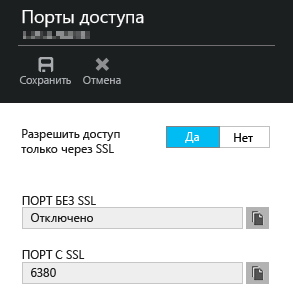 Порты доступа
Сохранить Отмена
Разрешить доступ
только через SSL
Да Нет
ПОРТ БЕЗ SSL
Отключено
ПОРТ С SSL
6380